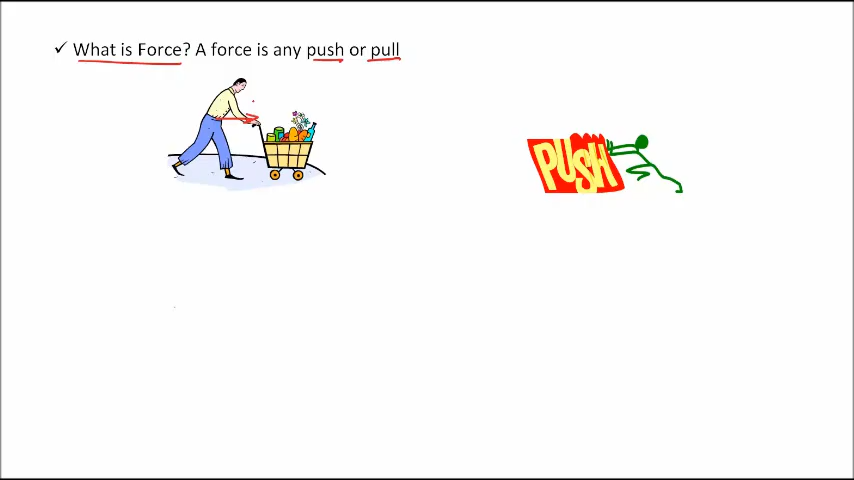 ✓ What is Force? A force is any push or pull
PUSH